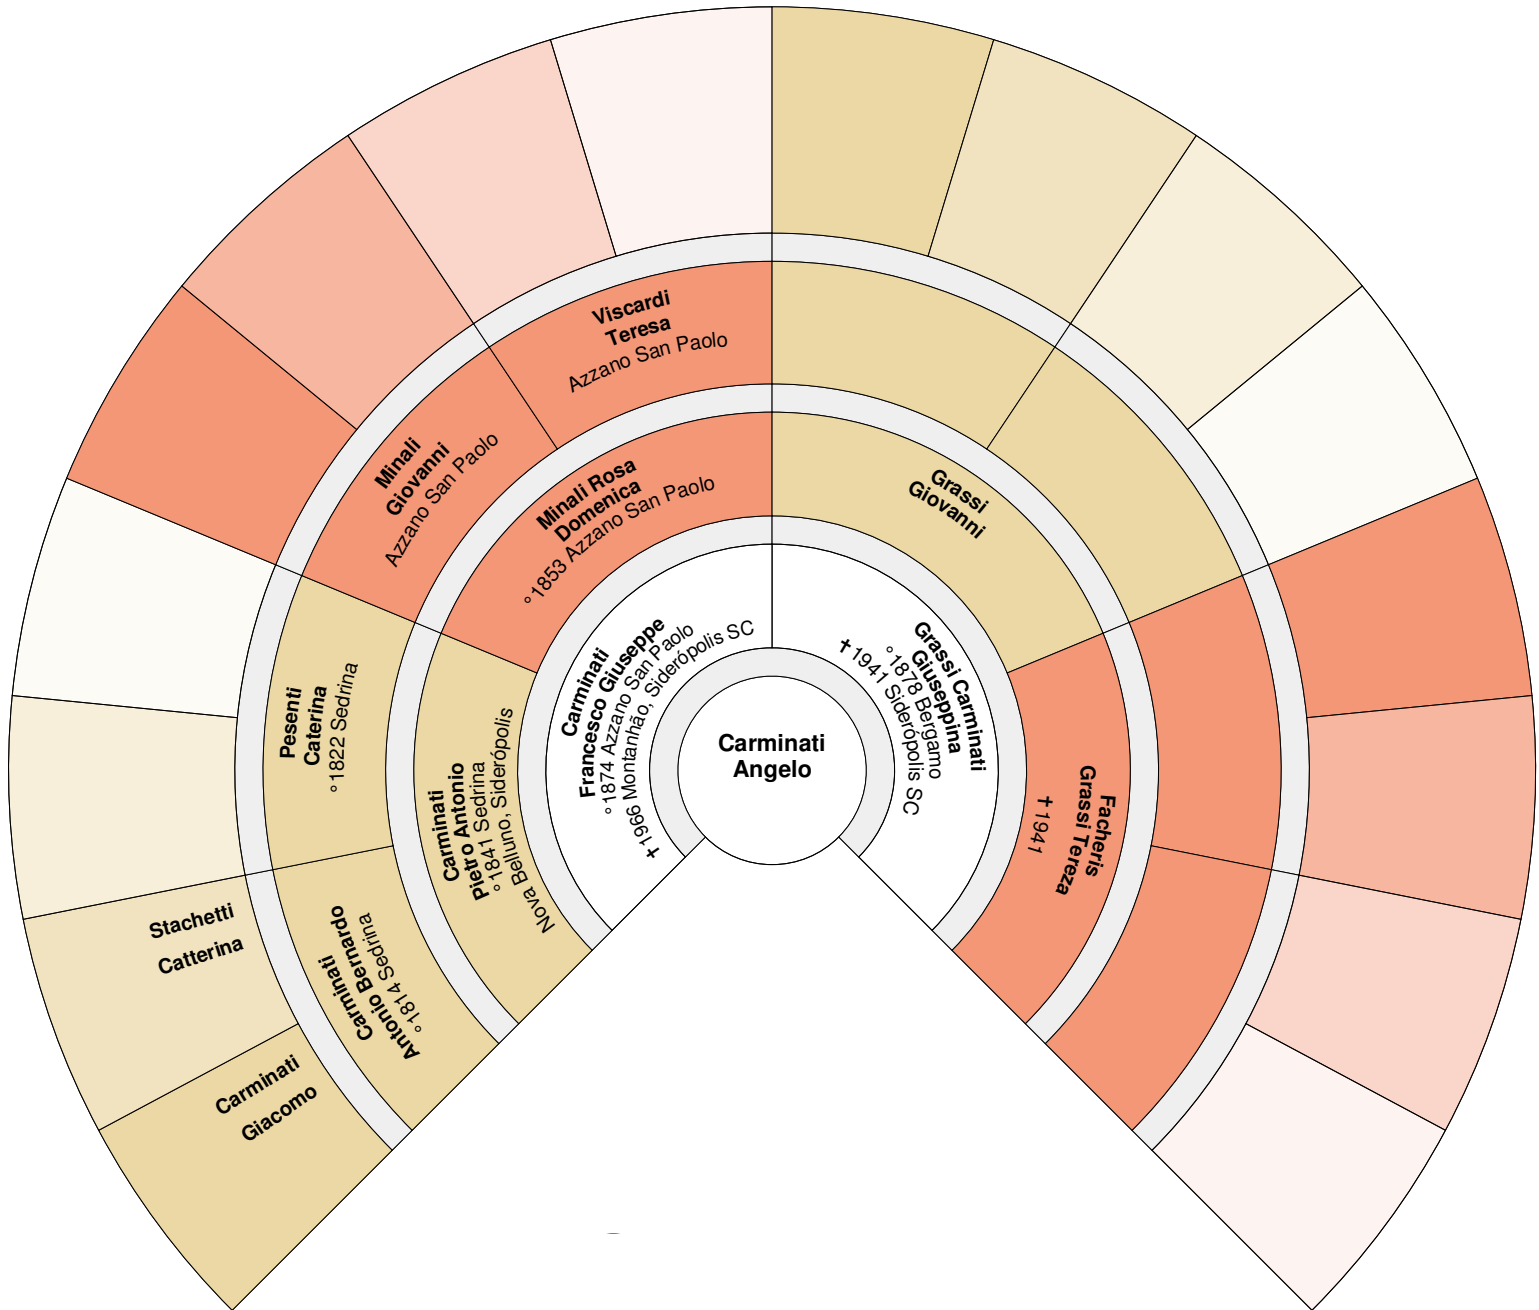 Carminati
Angelo
Carminati
Francesco Giuseppe
°1874 Azzano San Paolo
✝1966 Montanhão, Siderópolis SC
Grassi Carminati
Giuseppina
°1878 Bergamo
✝1941 Siderópolis SC
Carminati
Pietro Antonio
°1841 Sedrina
Nova Belluno, Siderópolis
Minali Rosa
Domenica
°1853 Azzano San Paolo
Grassi
Giovanni
Facheris
Grassi Tereza
✝1941
Carminati
Antonio Bernardo
°1814 Sedrina
Pesenti
Caterina
°1822 Sedrina
Minali
Giovanni
Azzano San Paolo
Viscardi
Teresa
Azzano San Paolo
Carminati
Giacomo
Stachetti
Catterina